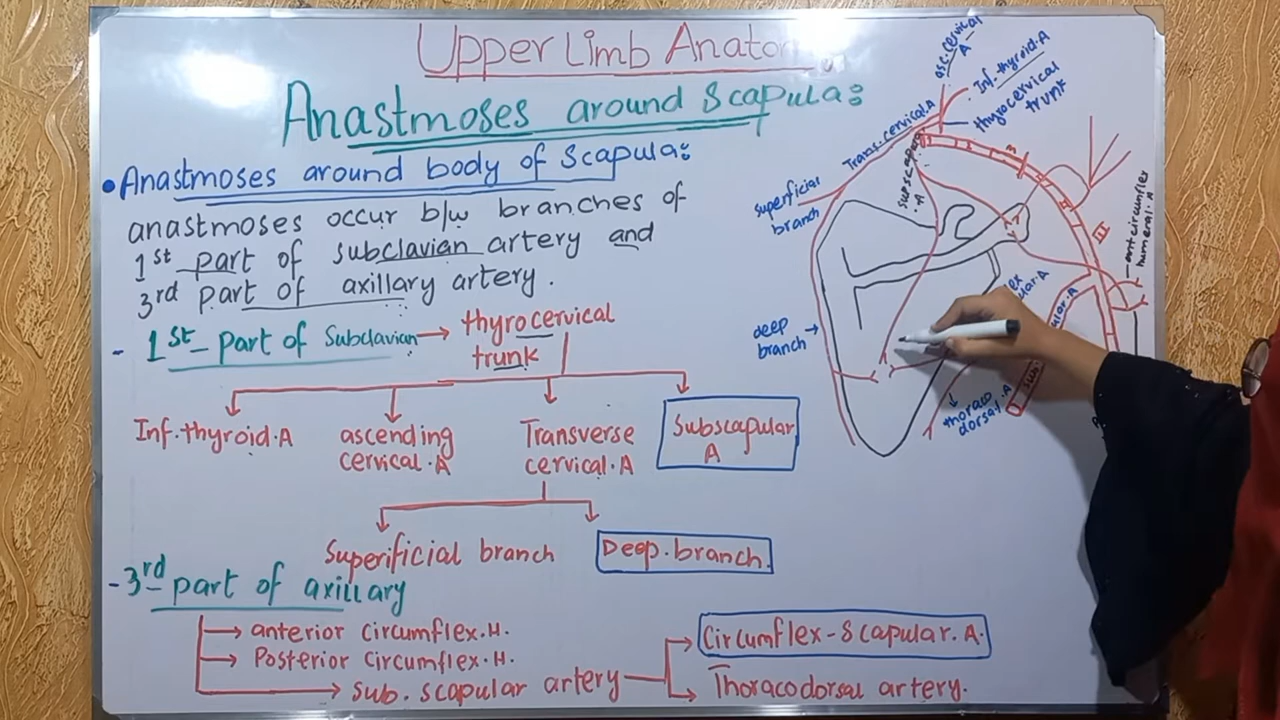 Upper Limb Anato
Anastmoses around Scapula:
• Anastmoses around body of Scapula:
anastmoses occur b/w branches of
1st part of subclavian artery and
3rd part of axillary artery.
- 1st part of Subclavian → thyrocervical
trunk
Inf.thyroid.A
ascending
cervical.A
Transverse
cervical.A
Subscapular
A
Superificial branch
Deep.branch.
- 3rd part of axillary
→ anterior circumflex.H.
→ Posterior circumflex.H.
→ sub.scapular artery
Circumflex-Scapular.A.
Thoracodorsal artery.
asc.cervical
A
Inf.thyroid.A
thyrocervical
trunk
Trans.cervical.A
superficial
branch
deep
branch
ant circumflex
humeral.A
III
thoraco
dorsal.A